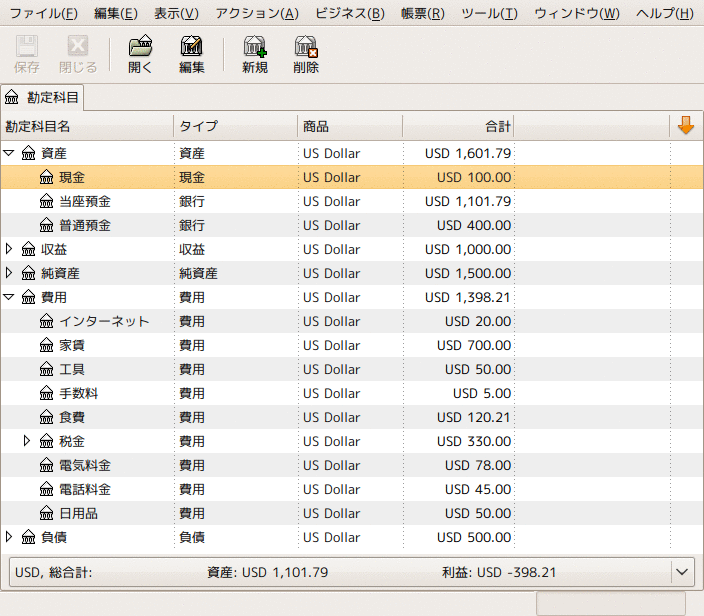 ファイル(F) 編集(E) 表示(V) アクション(A) ビジネス(B) 帳票(R) ツール(T) ウィンドウ(W) ヘルプ(H)
保存 閉じる 開く 編集 新規 削除
勘定科目
勘定科目名 タイプ 商品 合計
資産 資産 US Dollar USD 1,601.79
現金 現金 US Dollar USD 100.00
当座預金 銀行 US Dollar USD 1,101.79
普通預金 銀行 US Dollar USD 400.00
収益 収益 US Dollar USD 1,000.00
純資産 純資産 US Dollar USD 1,500.00
費用 費用 US Dollar USD 1,398.21
インターネット 費用 US Dollar USD 20.00
家賃 費用 US Dollar USD 700.00
工具 費用 US Dollar USD 50.00
手数料 費用 US Dollar USD 5.00
食費 費用 US Dollar USD 120.21
税金 費用 US Dollar USD 330.00
電気料金 費用 US Dollar USD 78.00
電話料金 費用 US Dollar USD 45.00
日用品 費用 US Dollar USD 50.00
負債 負債 US Dollar USD 500.00
USD, 総合計: 資産: USD 1,101.79 利益: USD -398.21